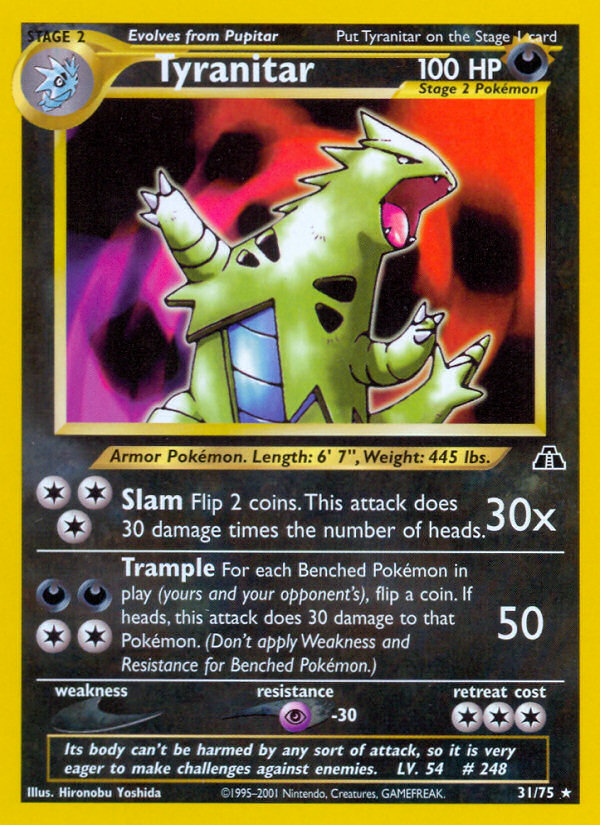 STAGE 2 Evolves from Pupitar Put Tyranitar on the Stage 1 card
Tyranitar 100 HP
Stage 2 Pokémon
Armor Pokémon. Length: 6' 7", Weight: 445 lbs.
Slam Flip 2 coins. This attack does
30 damage times the number of heads. 30x
Trample For each Benched Pokémon in
play (yours and your opponent's), flip a coin. If
heads, this attack does 30 damage to that
Pokémon. (Don't apply Weakness and
Resistance for Benched Pokémon.)
50
weakness resistance retreat cost
-30
Its body can't be harmed by any sort of attack, so it is very
eager to make challenges against enemies. LV. 54 # 248
Illus. Hironobu Yoshida ©1995–2001 Nintendo, Creatures, GAMEFREAK. 31/75 ★